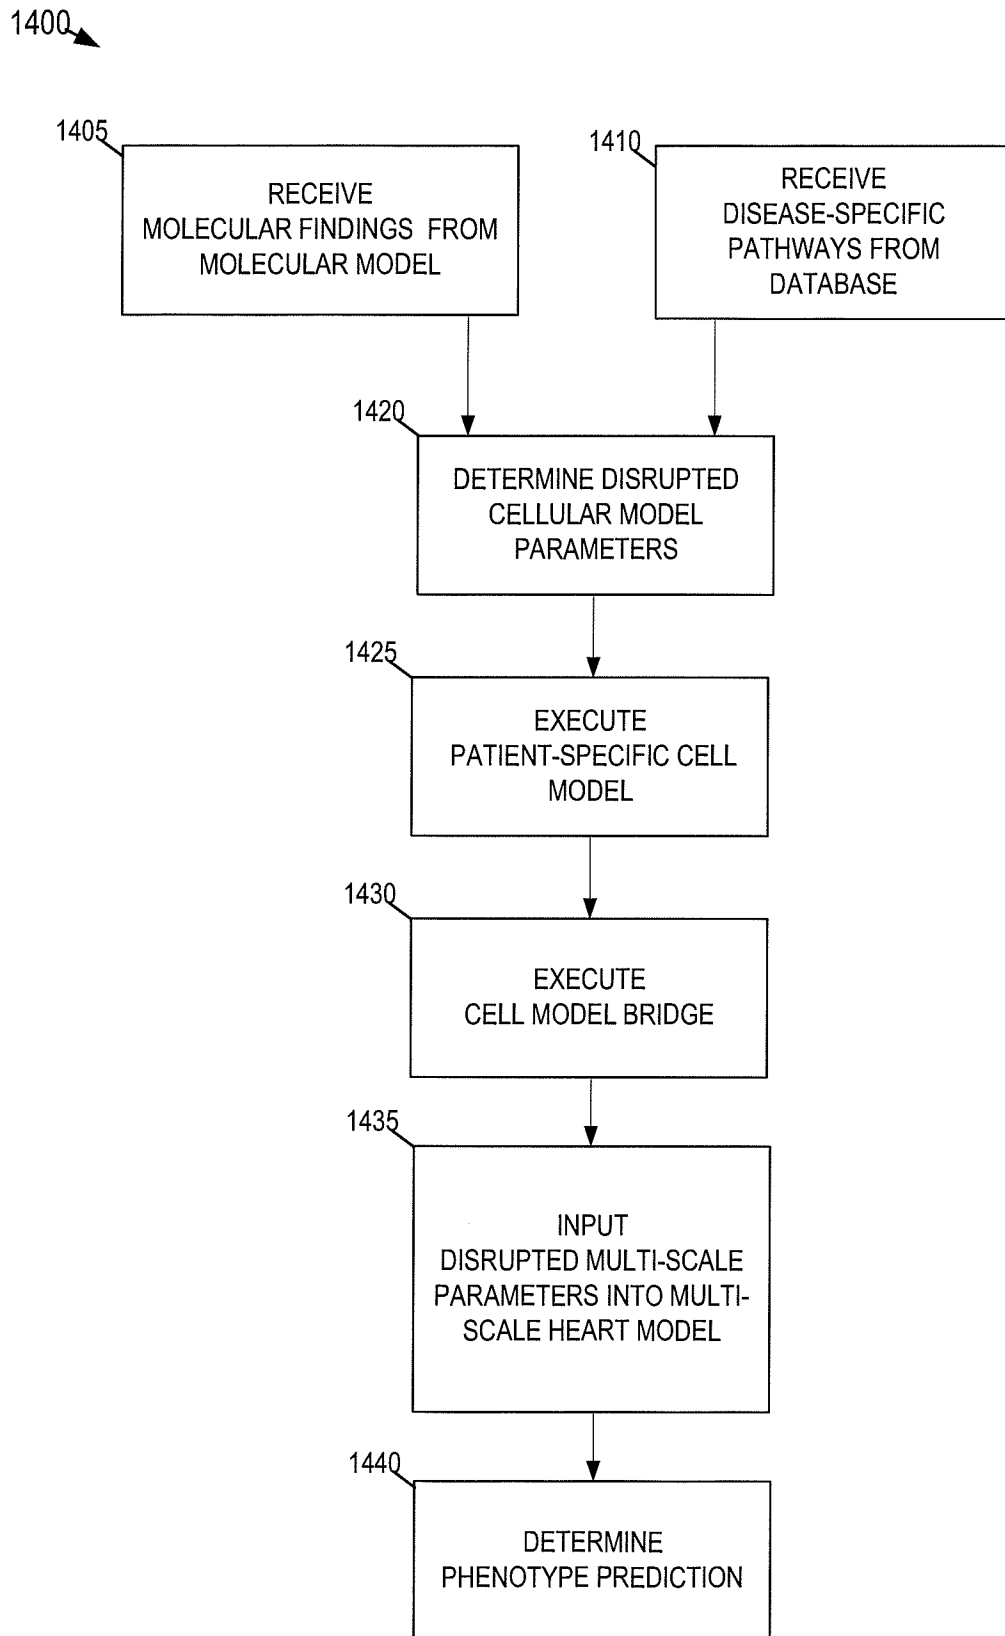 1400
1405
RECEIVE
MOLECULAR FINDINGS FROM
MOLECULAR MODEL
1410
RECEIVE
DISEASE-SPECIFIC
PATHWAYS FROM
DATABASE
1420
DETERMINE DISRUPTED
CELLULAR MODEL
PARAMETERS
1425
EXECUTE
PATIENT-SPECIFIC CELL
MODEL
1430
EXECUTE
CELL MODEL BRIDGE
1435
INPUT
DISRUPTED MULTI-SCALE
PARAMETERS INTO MULTI-
SCALE HEART MODEL
1440
DETERMINE
PHENOTYPE PREDICTION